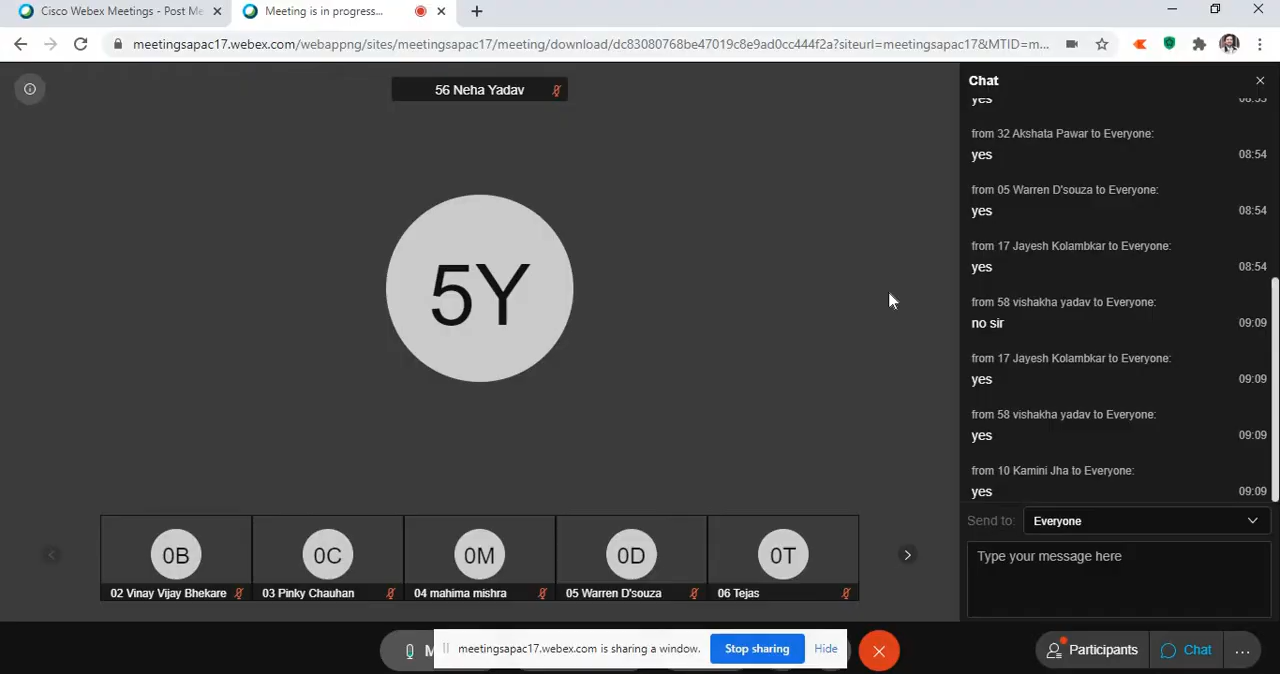 Cisco Webex Meetings - Post Me
Meeting is in progress...
meetingsapac17.webex.com/webappng/sites/meetingsapac17/meeting/download/dc83080768be47019c8e9ad0cc444f2a?siteurl=meetingsapac17&MTID=m...
56 Neha Yadav
5Y
0B
0C
0M
0D
0T
02 Vinay Vijay Bhekare
03 Pinky Chauhan
04 mahima mishra
05 Warren D'souza
06 Tejas
M
meetingsapac17.webex.com is sharing a window.
Stop sharing
Hide
Chat
yes
from 32 Akshata Pawar to Everyone:
yes 08:54
from 05 Warren D'souza to Everyone:
yes 08:54
from 17 Jayesh Kolambkar to Everyone:
yes 08:54
from 58 vishakha yadav to Everyone:
no sir 09:09
from 17 Jayesh Kolambkar to Everyone:
yes 09:09
from 58 vishakha yadav to Everyone:
yes 09:09
from 10 Kamini Jha to Everyone:
yes 09:09
Send to: Everyone
Type your message here
Participants
Chat